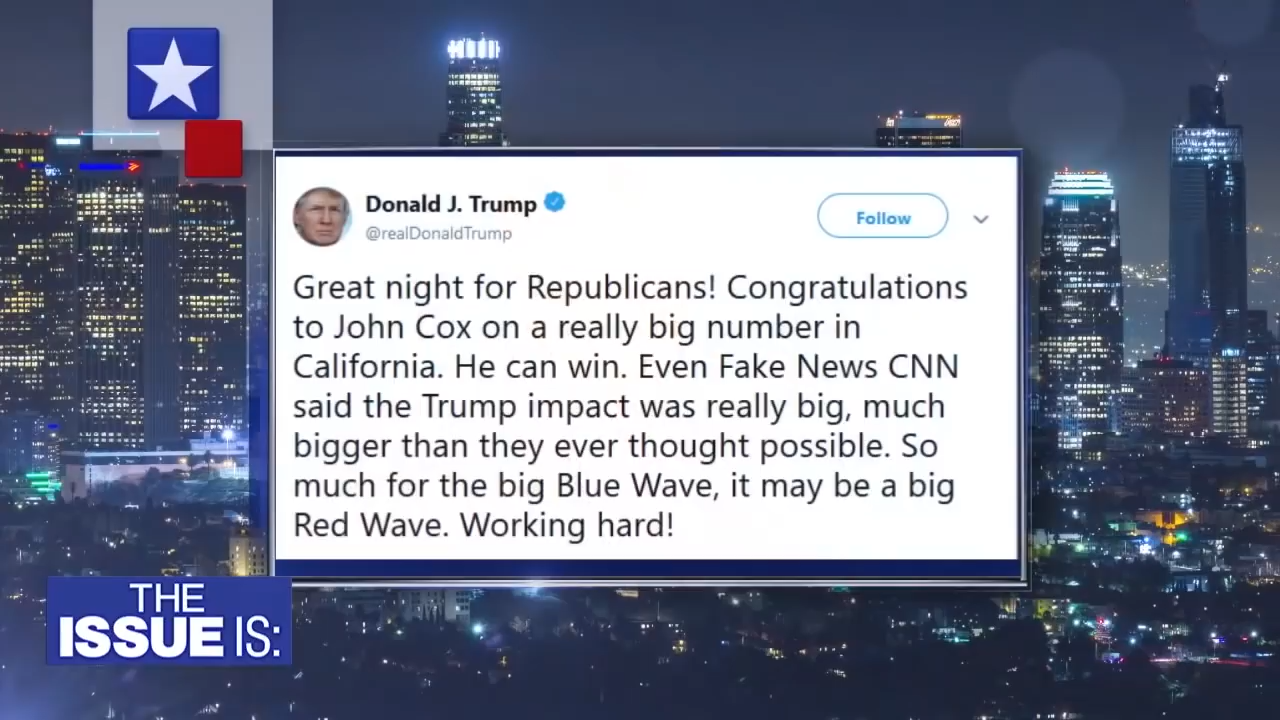 Donald J. Trump
@realDonaldTrump
Follow
Great night for Republicans! Congratulations
to John Cox on a really big number in
California. He can win. Even Fake News CNN
said the Trump impact was really big, much
bigger than they ever thought possible. So
much for the big Blue Wave, it may be a big
Red Wave. Working hard!
THE
ISSUE IS: